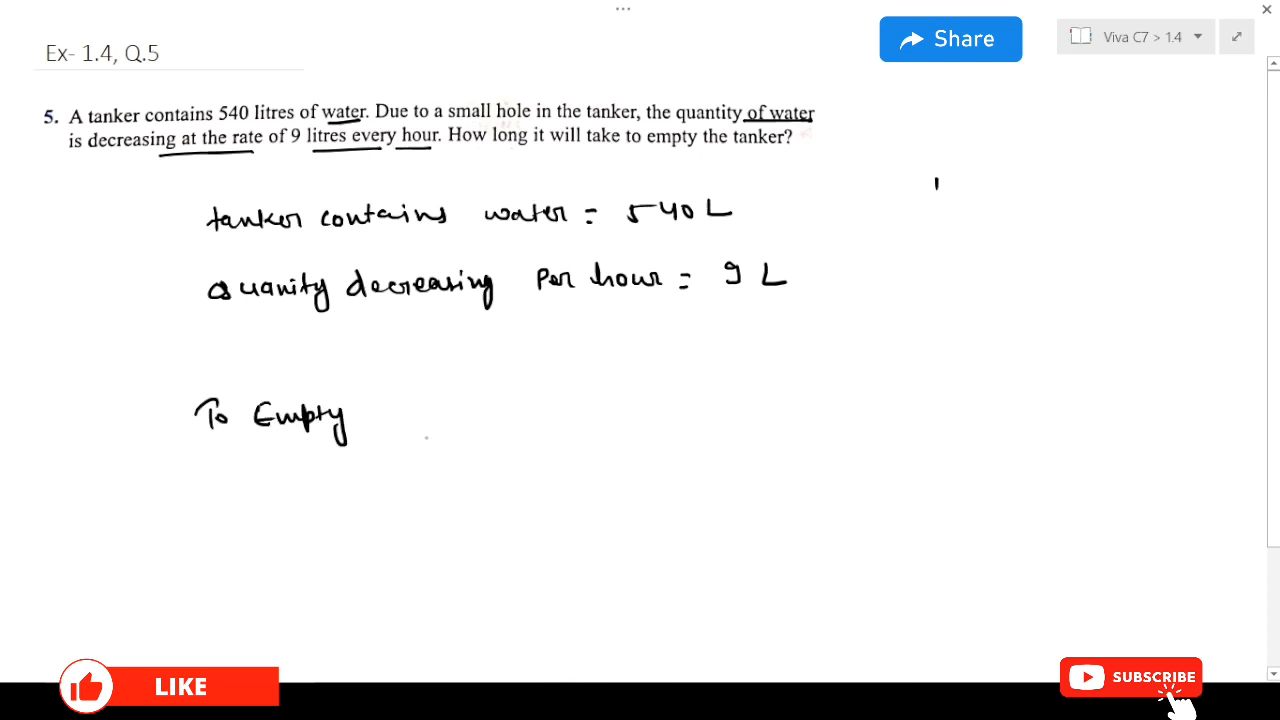 Ex- 1.4, Q.5
Share
Viva C7 > 1.4
5. A tanker contains 540 litres of water. Due to a small hole in the tanker, the quantity of water
is decreasing at the rate of 9 litres every hour. How long it will take to empty the tanker?
tanker contains water = 540 L
Quanity decreasing Per hour = 9 L
To Empty
LIKE
SUBSCRIBE